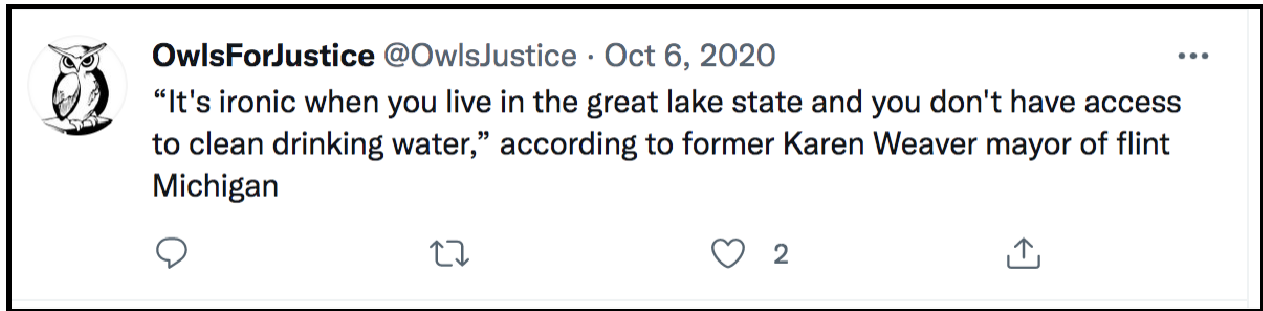 OwlsForJustice @OwlsJustice · Oct 6, 2020
“It's ironic when you live in the great lake state and you don't have access
to clean drinking water,” according to former Karen Weaver mayor of flint
Michigan
2